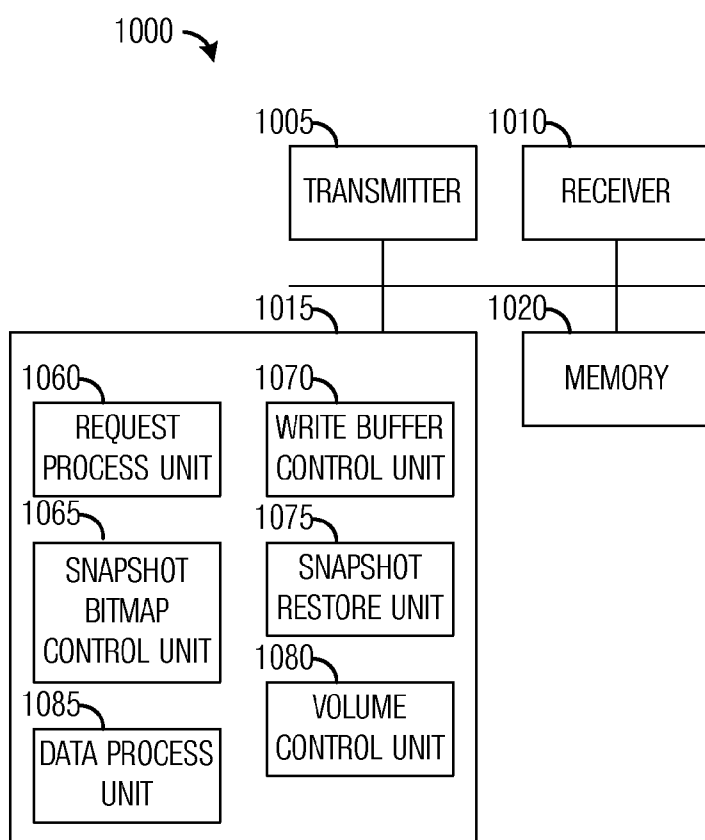 1000
1005
1010
TRANSMITTER
RECEIVER
1015
1020
MEMORY
1060
1070
REQUEST
PROCESS UNIT
WRITE BUFFER
CONTROL UNIT
1065
1075
SNAPSHOT
BITMAP
CONTROL UNIT
SNAPSHOT
RESTORE UNIT
1080
1085
VOLUME
CONTROL UNIT
DATA PROCESS
UNIT